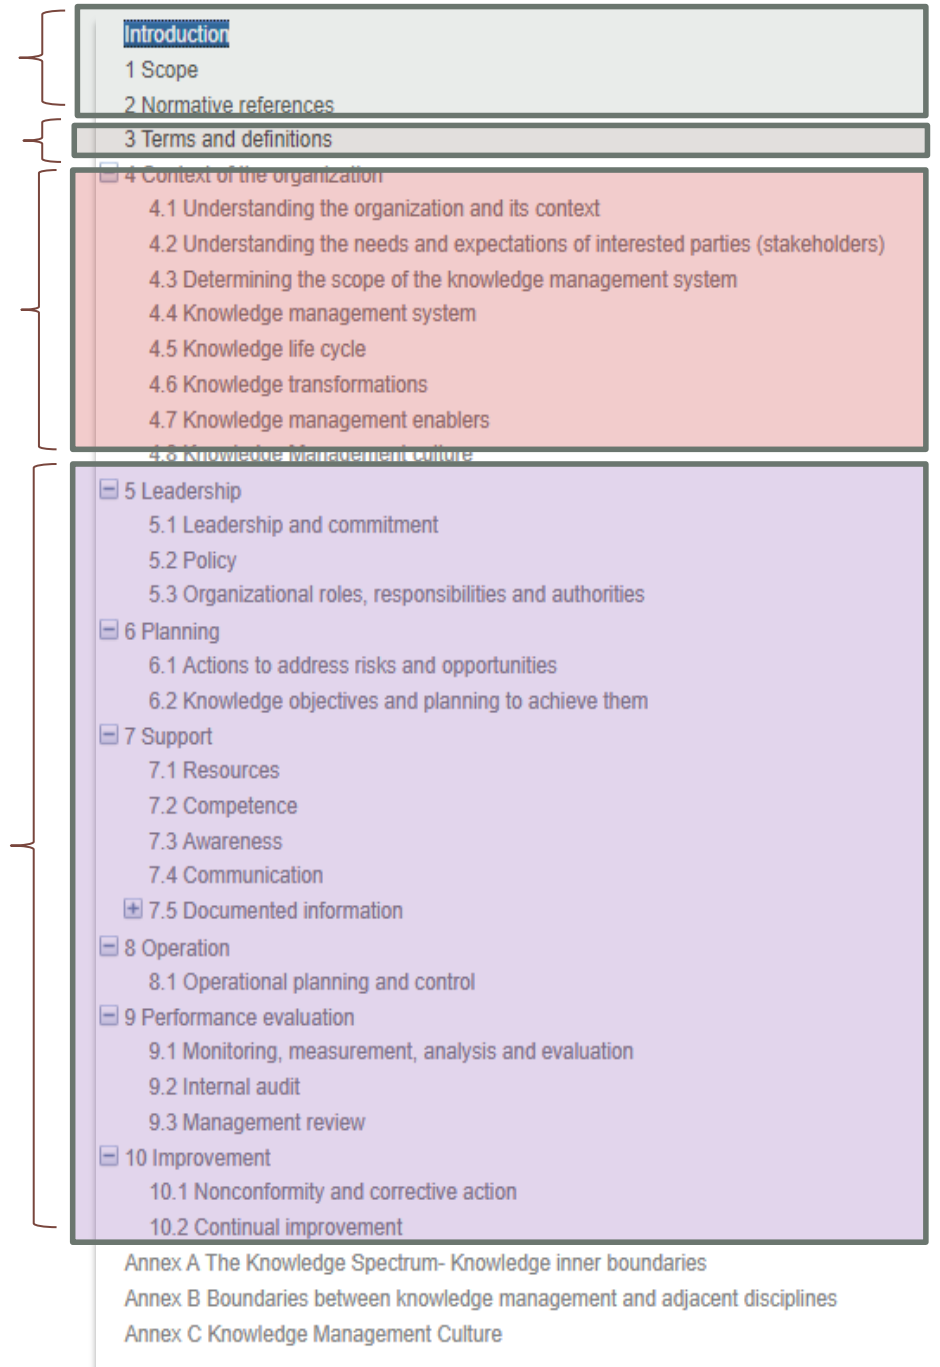 Introduction
1 Scope
2 Normative references
3 Terms and definitions
4 Context of the organization
4.1 Understanding the organization and its context
4.2 Understanding the needs and expectations of interested parties (stakeholders)
4.3 Determining the scope of the knowledge management system
4.4 Knowledge management system
4.5 Knowledge life cycle
4.6 Knowledge transformations
4.7 Knowledge management enablers
4.8 Knowledge Management culture
5 Leadership
5.1 Leadership and commitment
5.2 Policy
5.3 Organizational roles, responsibilities and authorities
6 Planning
6.1 Actions to address risks and opportunities
6.2 Knowledge objectives and planning to achieve them
7 Support
7.1 Resources
7.2 Competence
7.3 Awareness
7.4 Communication
7.5 Documented information
8 Operation
8.1 Operational planning and control
9 Performance evaluation
9.1 Monitoring, measurement, analysis and evaluation
9.2 Internal audit
9.3 Management review
10 Improvement
10.1 Nonconformity and corrective action
10.2 Continual improvement
Annex A The Knowledge Spectrum- Knowledge inner boundaries
Annex B Boundaries between knowledge management and adjacent disciplines
Annex C Knowledge Management Culture